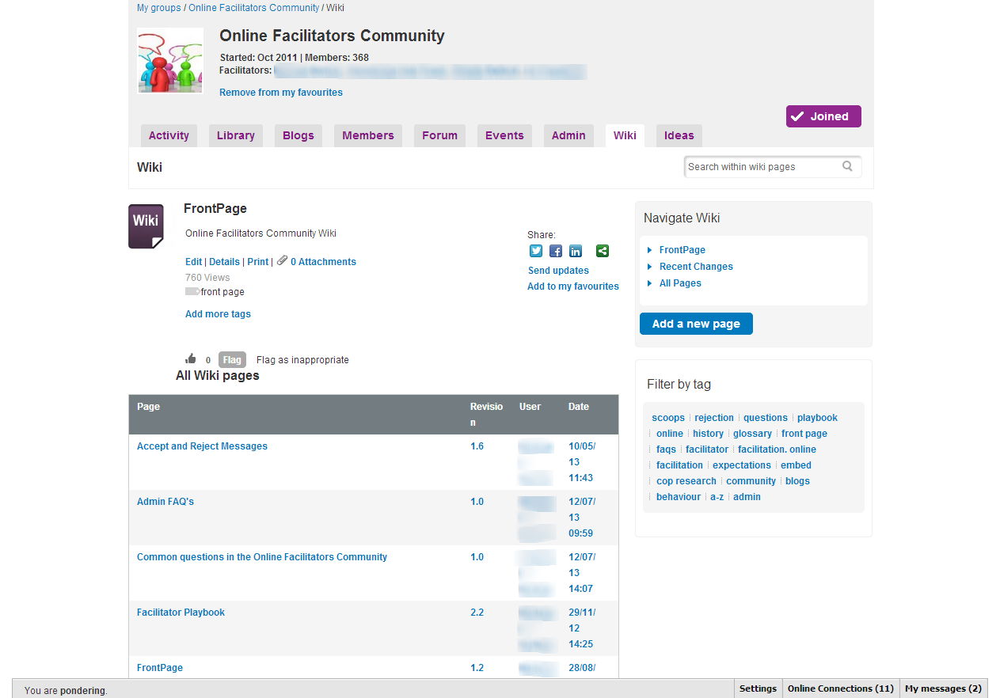 My groups / Online Facilitators Community / Wiki
Online Facilitators Community
Started: Oct 2011 | Members: 368
Facilitators:
Remove from my favourites
Joined
Activity
Library
Blogs
Members
Forum
Events
Admin
Wiki
Ideas
Wiki
Search within wiki pages
Wiki
FrontPage
Online Facilitators Community Wiki
Edit | Details | Print | 0 Attachments
760 Views
front page
Add more tags
Share:
Send updates
Add to my favourites
0 Flag Flag as inappropriate
All Wiki pages
Page
Revisio
n
User
Date
Accept and Reject Messages
1.6
10/05/
13
11:43
Admin FAQ's
1.0
12/07/
13
09:59
Common questions in the Online Facilitators Community
1.0
12/07/
13
14:07
Facilitator Playbook
2.2
29/11/
12
14:25
FrontPage
1.2
28/08/
Navigate Wiki
FrontPage
Recent Changes
All Pages
Add a new page
Filter by tag
scoops rejection questions playbook
online history glossary front page
faqs facilitator facilitation. online
facilitation expectations embed
cop research community blogs
behaviour a-z admin
You are pondering.
Settings
Online Connections (11)
My messages (2)